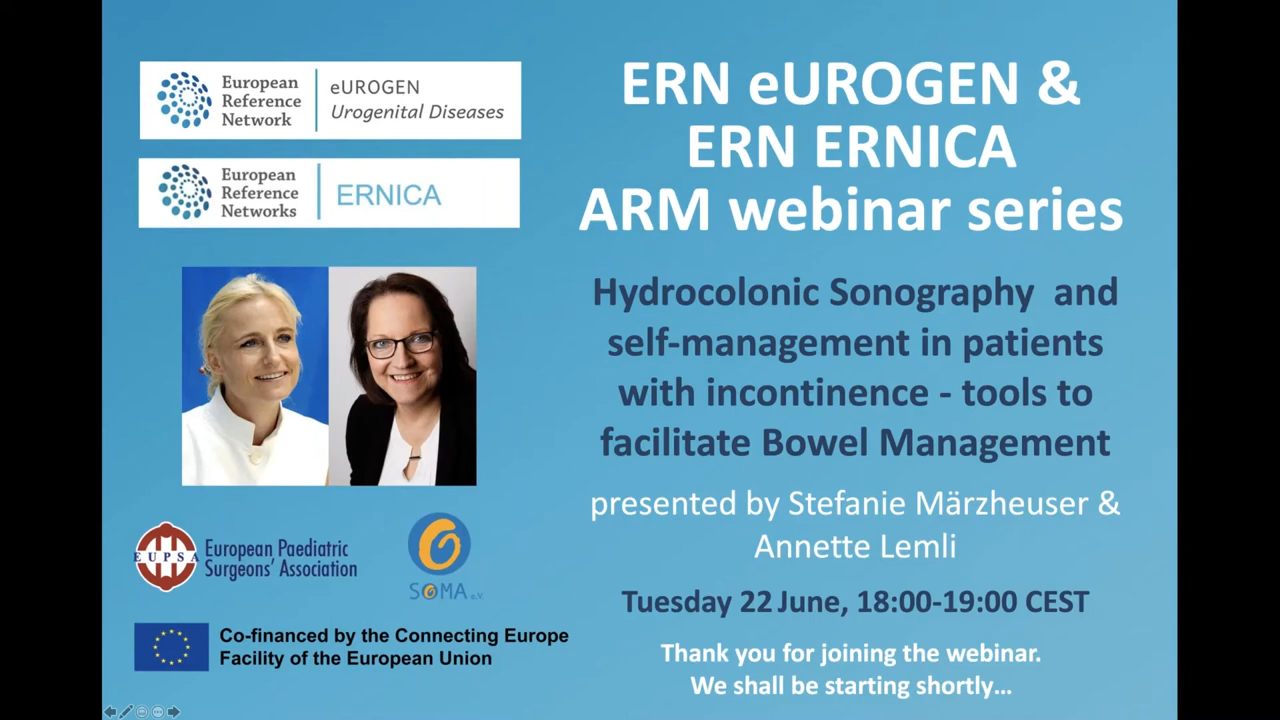 European
Reference
Network
eUROGEN
Urogenital Diseases
European
Reference
Networks
ERNICA
EUPSA
European Paediatric
Surgeons' Association
SOMA e.V.
Co-financed by the Connecting Europe
Facility of the European Union
ERN eUROGEN &
ERN ERNICA
ARM webinar series
Hydrocolonic Sonography and
self-management in patients
with incontinence - tools to
facilitate Bowel Management
presented by Stefanie Märzheuser &
Annette Lemli
Tuesday 22 June, 18:00-19:00 CEST
Thank you for joining the webinar.
We shall be starting shortly...